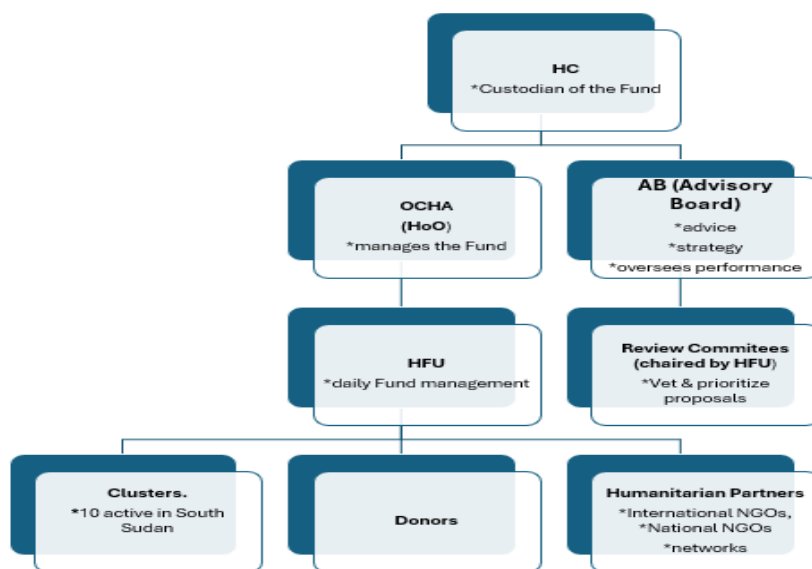 HC
*Custodian of the Fund
OCHA
(HoO)
*manages the Fund
AB (Advisory
Board)
*advice
*strategy
*oversees performance
HFU
*daily Fund management
Review Commitees
(chaired by HFU)
*Vet & prioritize
proposals
Clusters.
*10 active in South
Sudan
Donors
Humanitarian Partners
*International NGOs,
*National NGOs
*networks